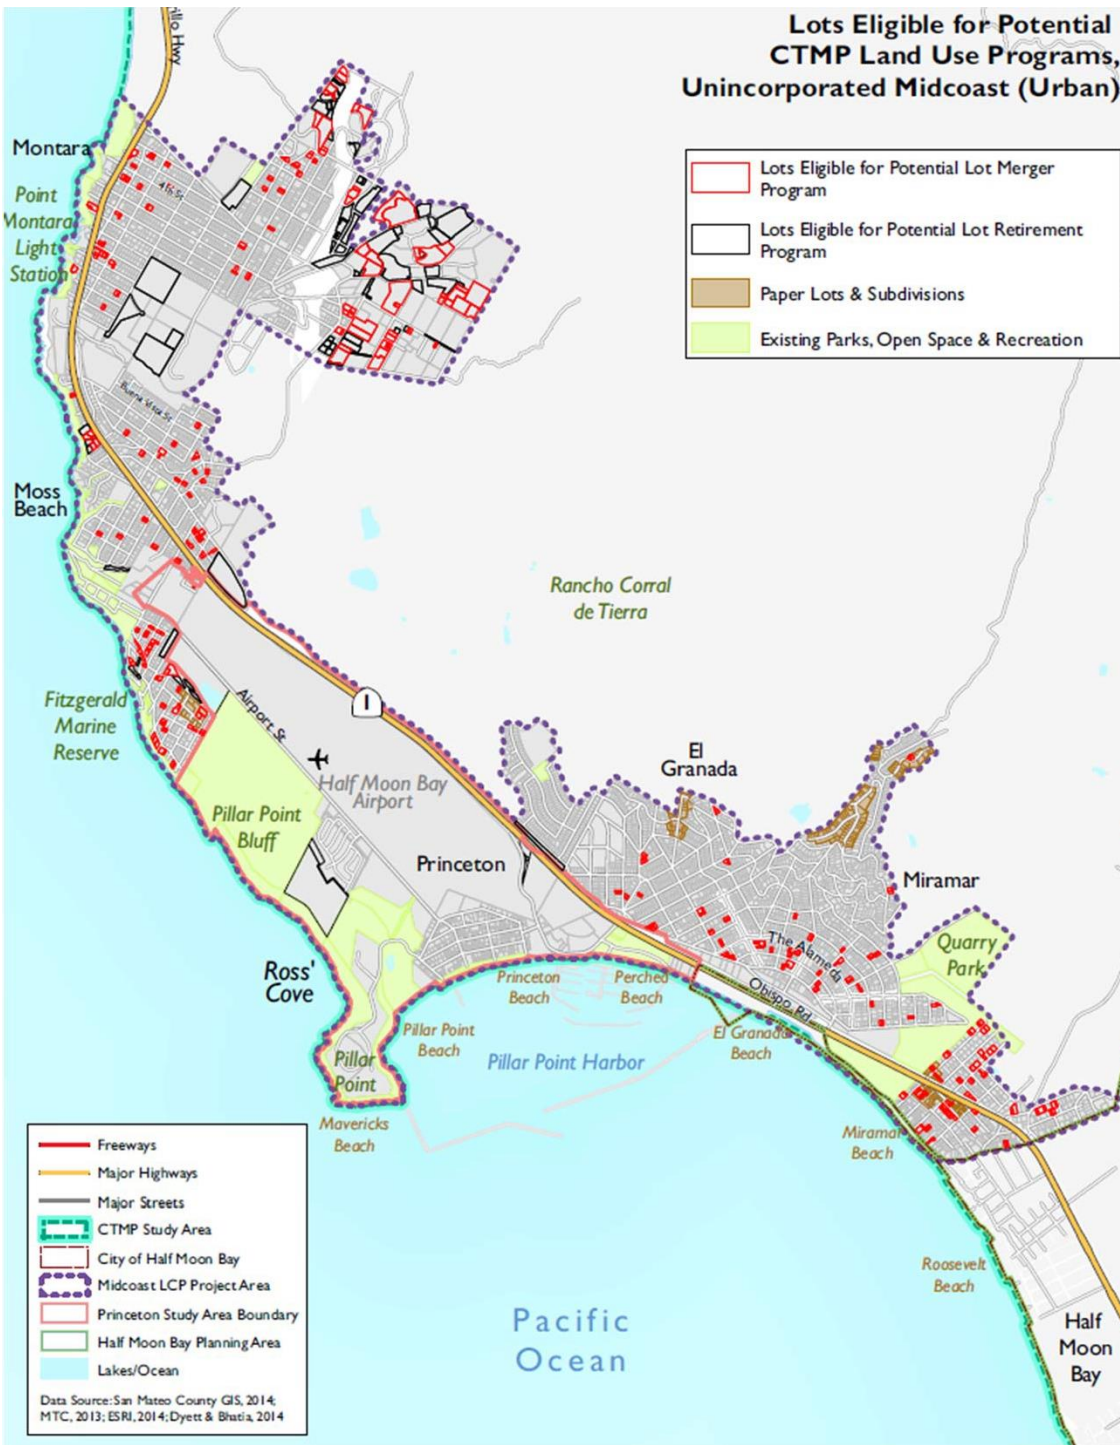 Lots Eligible for Potential
CTMP Land Use Programs,
Unincorporated Midcoast (Urban)
Lots Eligible for Potential Lot Merger
Program
Lots Eligible for Potential Lot Retirement
Program
Paper Lots & Subdivisions
Existing Parks, Open Space & Recreation
Hwy
Montara
4th St
Point
Montara
Light
Station
Buena Vista St
Moss
Beach
Rancho Corral
de Tierra
Fitzgerald
Marine
Reserve
Airport St
1
Half Moon Bay
Airport
El
Granada
Pillar Point
Bluff
Princeton
Miramar
Quarry
Park
The Alameda
Ross'
Cove
Princeton
Beach
Perched
Beach
Obispo Rd
El Granada
Beach
Pillar Point
Beach
Pillar Point Harbor
Pillar
Point
Mavericks
Beach
Miramar
Beach
Roosevelt
Beach
Pacific
Ocean
Half
Moon
Bay
Freeways
Major Highways
Major Streets
CTMP Study Area
City of Half Moon Bay
Midcoast LCP Project Area
Princeton Study Area Boundary
Half Moon Bay Planning Area
Lakes/Ocean
Data Source: San Mateo County GIS, 2014;
MTC, 2013; ESRI, 2014; Dyett & Bhatia, 2014